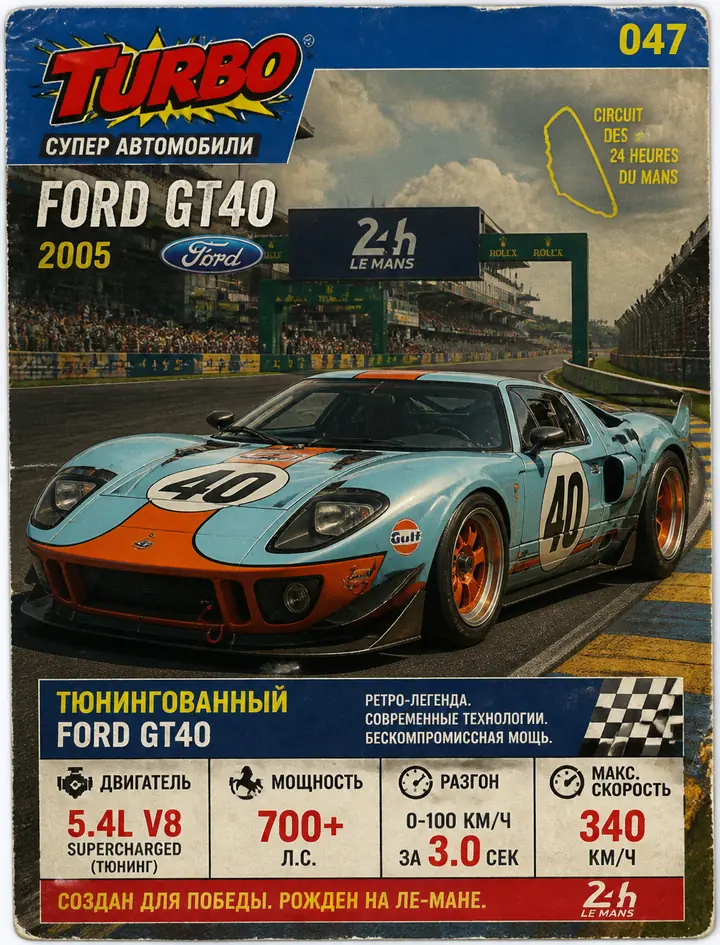 TURBO
СУПЕР АВТОМОБИЛИ
047
CIRCUIT
DES
24 HEURES
DU MANS
FORD GT40
2005
Ford
24h
LE MANS
ROLEX
ROLEX
40
40
Gulf
ТЮНИНГОВАННЫЙ
FORD GT40
РЕТРО-ЛЕГЕНДА.
СОВРЕМЕННЫЕ ТЕХНОЛОГИИ.
БЕСКОМПРОМИССНАЯ МОЩЬ.
ДВИГАТЕЛЬ
5.4L V8
SUPERCHARGED
(ТЮНИНГ)
МОЩНОСТЬ
700+
Л.С.
РАЗГОН
0-100 КМ/Ч
ЗА 3.0 СЕК
МАКС.
СКОРОСТЬ
340
КМ/Ч
СОЗДАН ДЛЯ ПОБЕДЫ. РОЖДЕН НА ЛЕ-МАНЕ.
24h
LE MANS